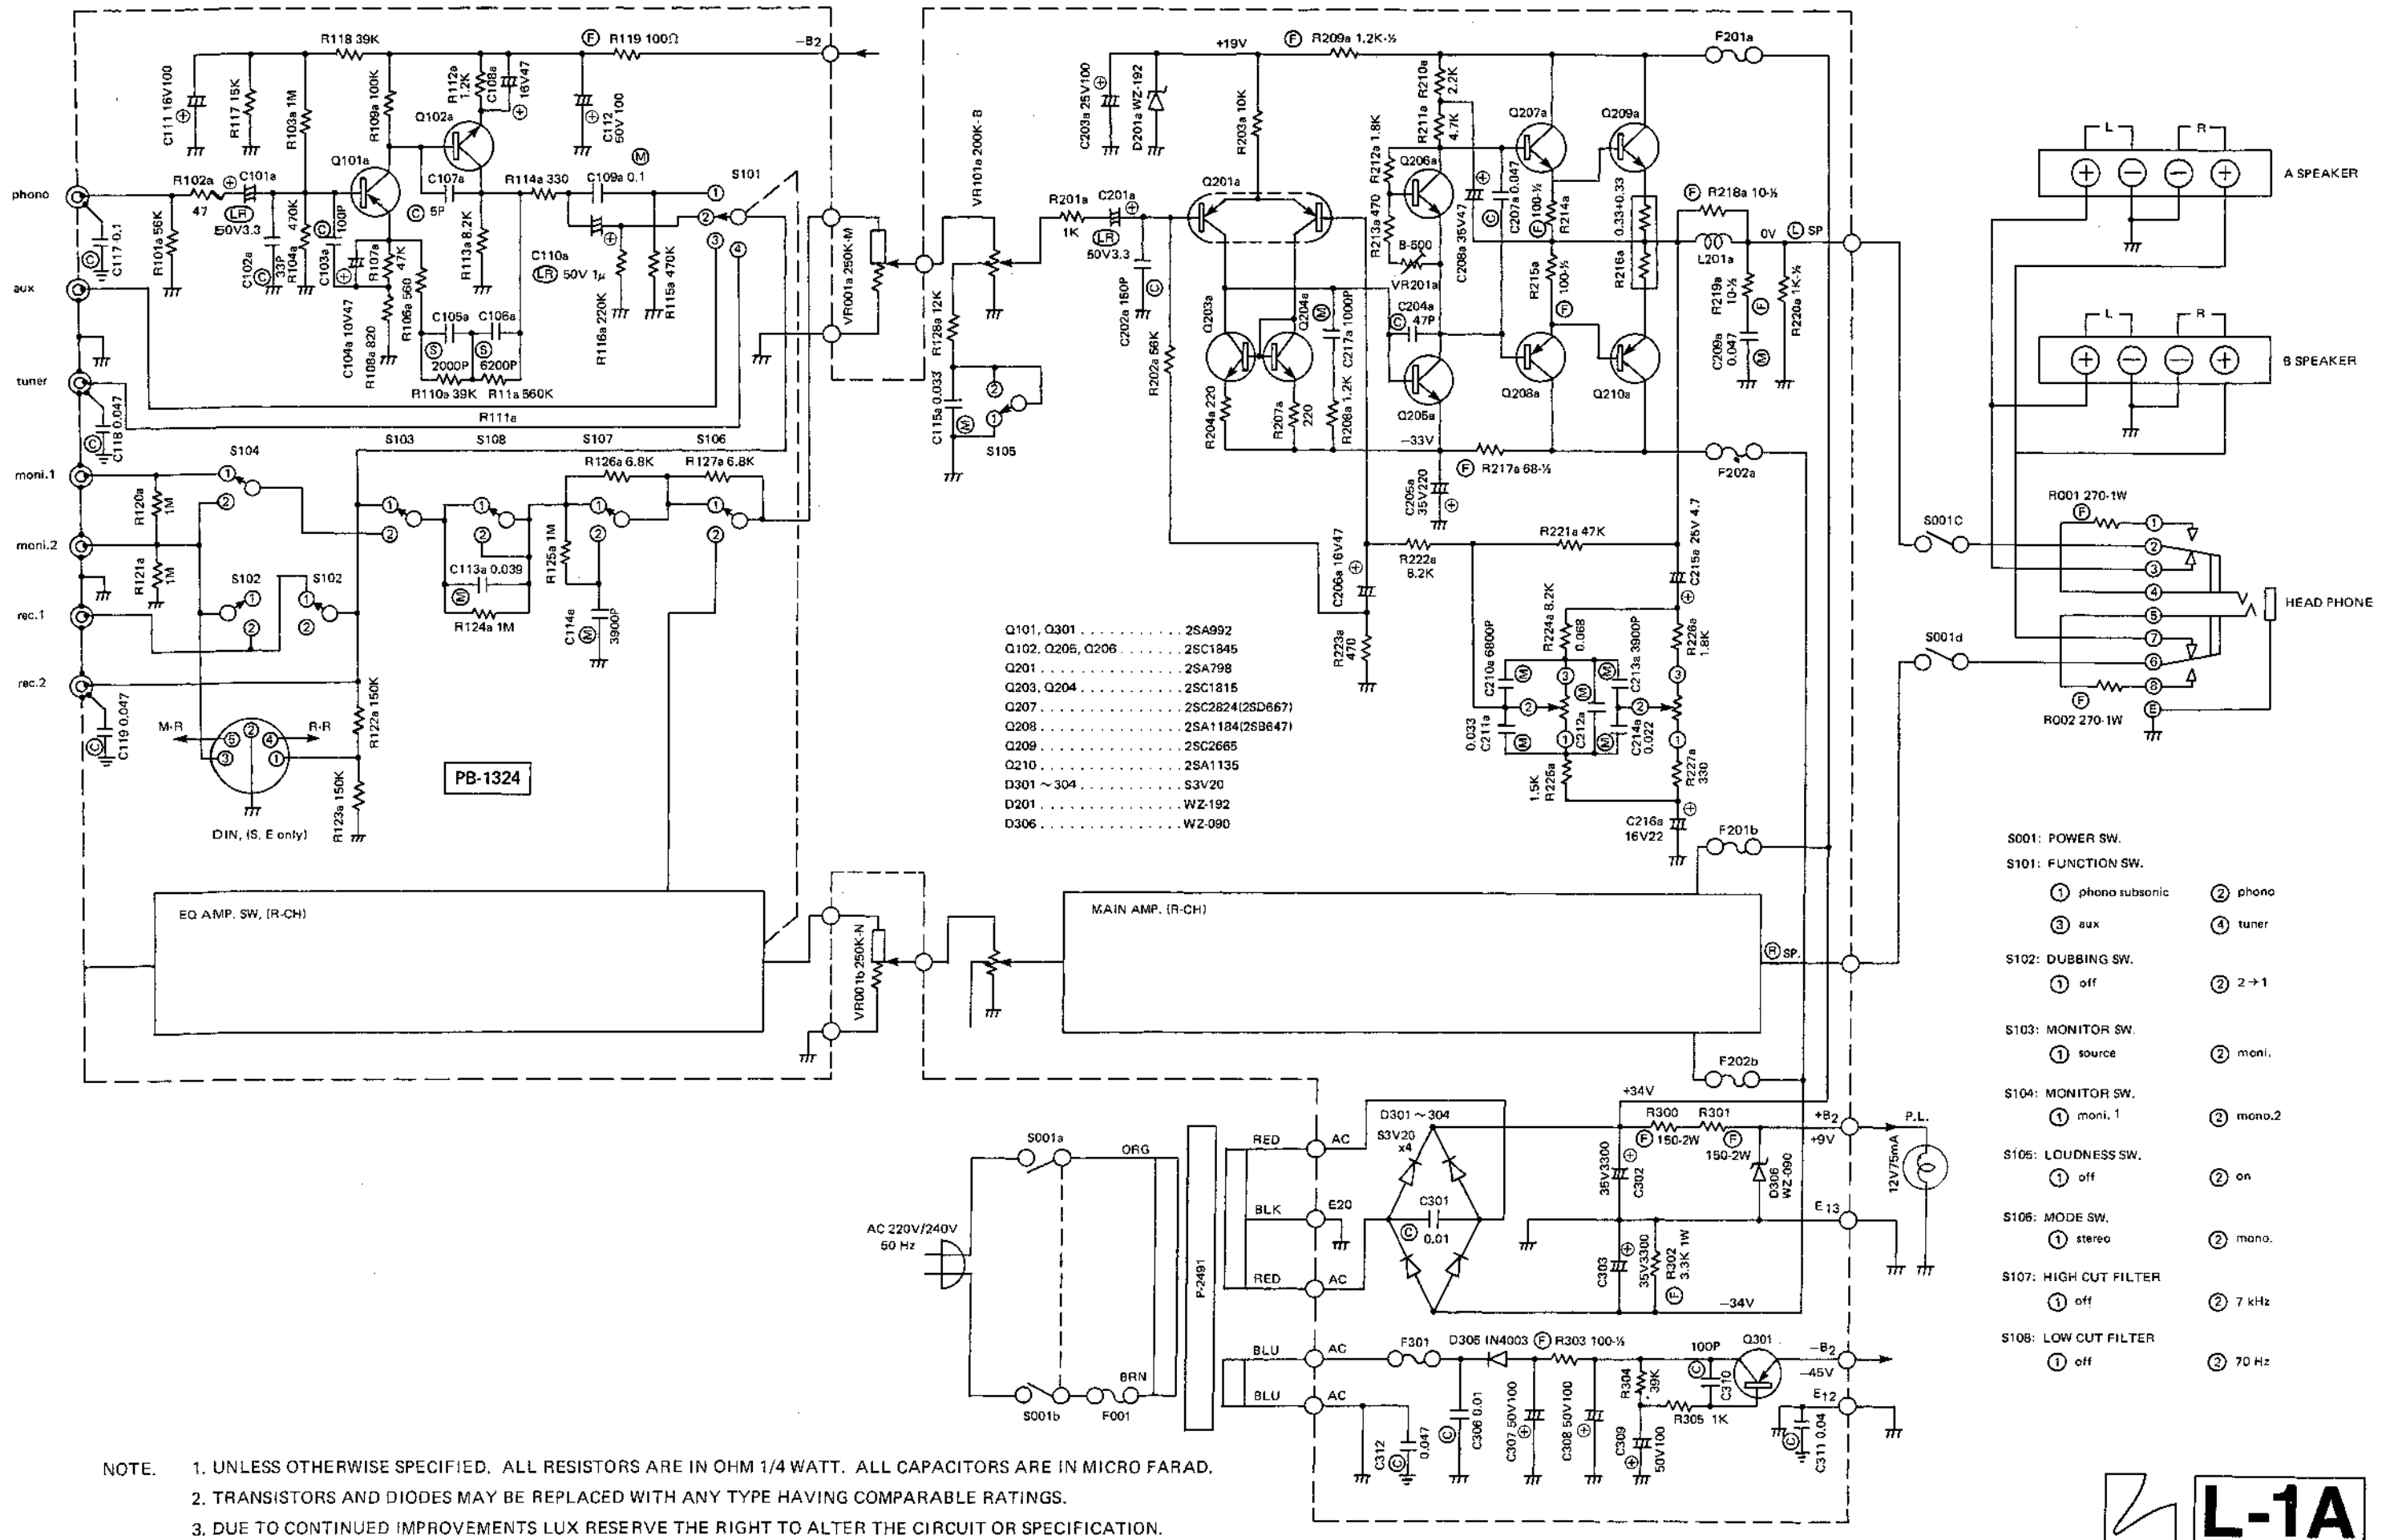 R118 39K
Ⓕ R119 100Ω
−B2
C111 16V100
R117 15K
R103a 1M
R109a 100K
R112a 1.2K
C108a 16V47
C112 50V 100
Q102a
Q101a
phono
R102a 47
C101a
LR 50V3.3
C107a
Ⓒ 5P
R114a 330
C109a 0.1
Ⓜ
S101
①
②
③
④
C117 0.1
R101a 56K
C102a Ⓒ 33P
R104a 470K
C103a Ⓒ 100P
R107a 47K
R106a 560
R113a 8.2K
C110a
LR 50V 1μ
R116a 220K
R115a 470K
aux
C104a 10V47
R108a 820
C105a
C106a
Ⓢ 2000P
Ⓢ 6200P
R110a 39K
R11a 560K
R111a
tuner
C118 0.047
moni.1
S104
S103
S108
S107
S106
R126a 6.8K
R127a 6.8K
R120a 1M
moni.2
R121a 1M
S102
S102
C113a 0.039
R124a 1M
R125a 1M
C114a 3900P
rec.1
rec.2
C119 0.047
R122a 150K
R123a 150K
M-R
R-R
DIN, (S, E only)
PB-1324
VR001a 250K-M
VR101a 200K-B
R128a 12K
C115a 0.033
S105
C203a 25V100
D201a WZ-192
+19V
Ⓕ R209a 1.2K-½
F201a
R203a 10K
R210a 2.2K
R211a 4.7K
Q207a
Q209a
R212a 1.8K
Q206a
R213a 470
B-500
VR201a
C208a 35V47
C207a 0.047
Ⓕ 100-½
R214a
0.33+0.33
R216a
Ⓕ R218a 10-½
L201a
0V
Ⓛ SP
R201a 1K
C201a
LR 50V3.3
C202a 150P
Q201a
R202a 56K
Q203a
Q204a
C217a 1000P
C204a 47P
R215a 100-½
R219a 10-½
R220a 1K-½
C209a 0.047
R204a 220
R207a 220
R208a 1.2K
Q205a
Q208a
Q210a
−33V
Ⓕ R217a 68-½
F202a
C205a 35V220
C206a 16V47
R222a 8.2K
R221a 47K
C215a 25V 4.7
R223a 470
C210a 6800P
R224a 8.2K
0.068
C213a 3900P
R226a 1.8K
0.033 C211a
C212a
C214a 0.022
R227a 330
1.5K R225a
C216a 16V22
F201b
Q101, Q301 . . . . . . . . . . . 2SA992
Q102, Q205, Q206 . . . . . . . 2SC1845
Q201 . . . . . . . . . . . . . . . 2SA798
Q203, Q204 . . . . . . . . . . . 2SC1815
Q207 . . . . . . . . . . . . . . . 2SC2824(2SD667)
Q208 . . . . . . . . . . . . . . . 2SA1184(2SB647)
Q209 . . . . . . . . . . . . . . . 2SC2665
Q210 . . . . . . . . . . . . . . . 2SA1135
D301 ~ 304 . . . . . . . . . . . S3V20
D201 . . . . . . . . . . . . . . . WZ-192
D306 . . . . . . . . . . . . . . . WZ-090
EQ AMP. SW, (R-CH)
VR001b 250K-N
MAIN AMP. (R-CH)
Ⓡ SP.
F202b
L
R
A SPEAKER
L
R
B SPEAKER
S001C
S001d
R001 270-1W
①
②
③
④
⑤
⑦
⑥
⑧
Ⓔ
R002 270-1W
HEAD PHONE
S001: POWER SW.
S101: FUNCTION SW.
① phono subsonic ② phono
③ aux ④ tuner
S102: DUBBING SW.
① off ② 2→1
S103: MONITOR SW.
① source ② moni.
S104: MONITOR SW.
① moni. 1 ② mono.2
S105: LOUDNESS SW.
① off ② on
S106: MODE SW.
① stereo ② mono.
S107: HIGH CUT FILTER
① off ② 7 kHz
S108: LOW CUT FILTER
① off ② 70 Hz
AC 220V/240V
50 Hz
S001a
ORG
S001b
F001
BRN
P-2491
RED
AC
BLK
E20
RED
AC
BLU
AC
BLU
AC
D301 ~ 304
S3V20 x4
C301
Ⓒ 0.01
+34V
R300
R301
Ⓕ 150-2W
Ⓕ 150-2W
+B2
+9V
P.L.
12V75mA
35V3300 C302
D306 WZ-090
E13
C303 35V3300
R302 3.3K 1W
−34V
F301
D305 IN4003
Ⓕ R303 100-½
100P
C310
Q301
−B2
−45V
E12
C312 0.047
C306 0.01
C307 50V100
C308 50V100
R304 39K
R305 1K
C309 50V100
C311 0.04
NOTE. 1. UNLESS OTHERWISE SPECIFIED. ALL RESISTORS ARE IN OHM 1/4 WATT. ALL CAPACITORS ARE IN MICRO FARAD.
2. TRANSISTORS AND DIODES MAY BE REPLACED WITH ANY TYPE HAVING COMPARABLE RATINGS.
3. DUE TO CONTINUED IMPROVEMENTS LUX RESERVE THE RIGHT TO ALTER THE CIRCUIT OR SPECIFICATION.
L-1A